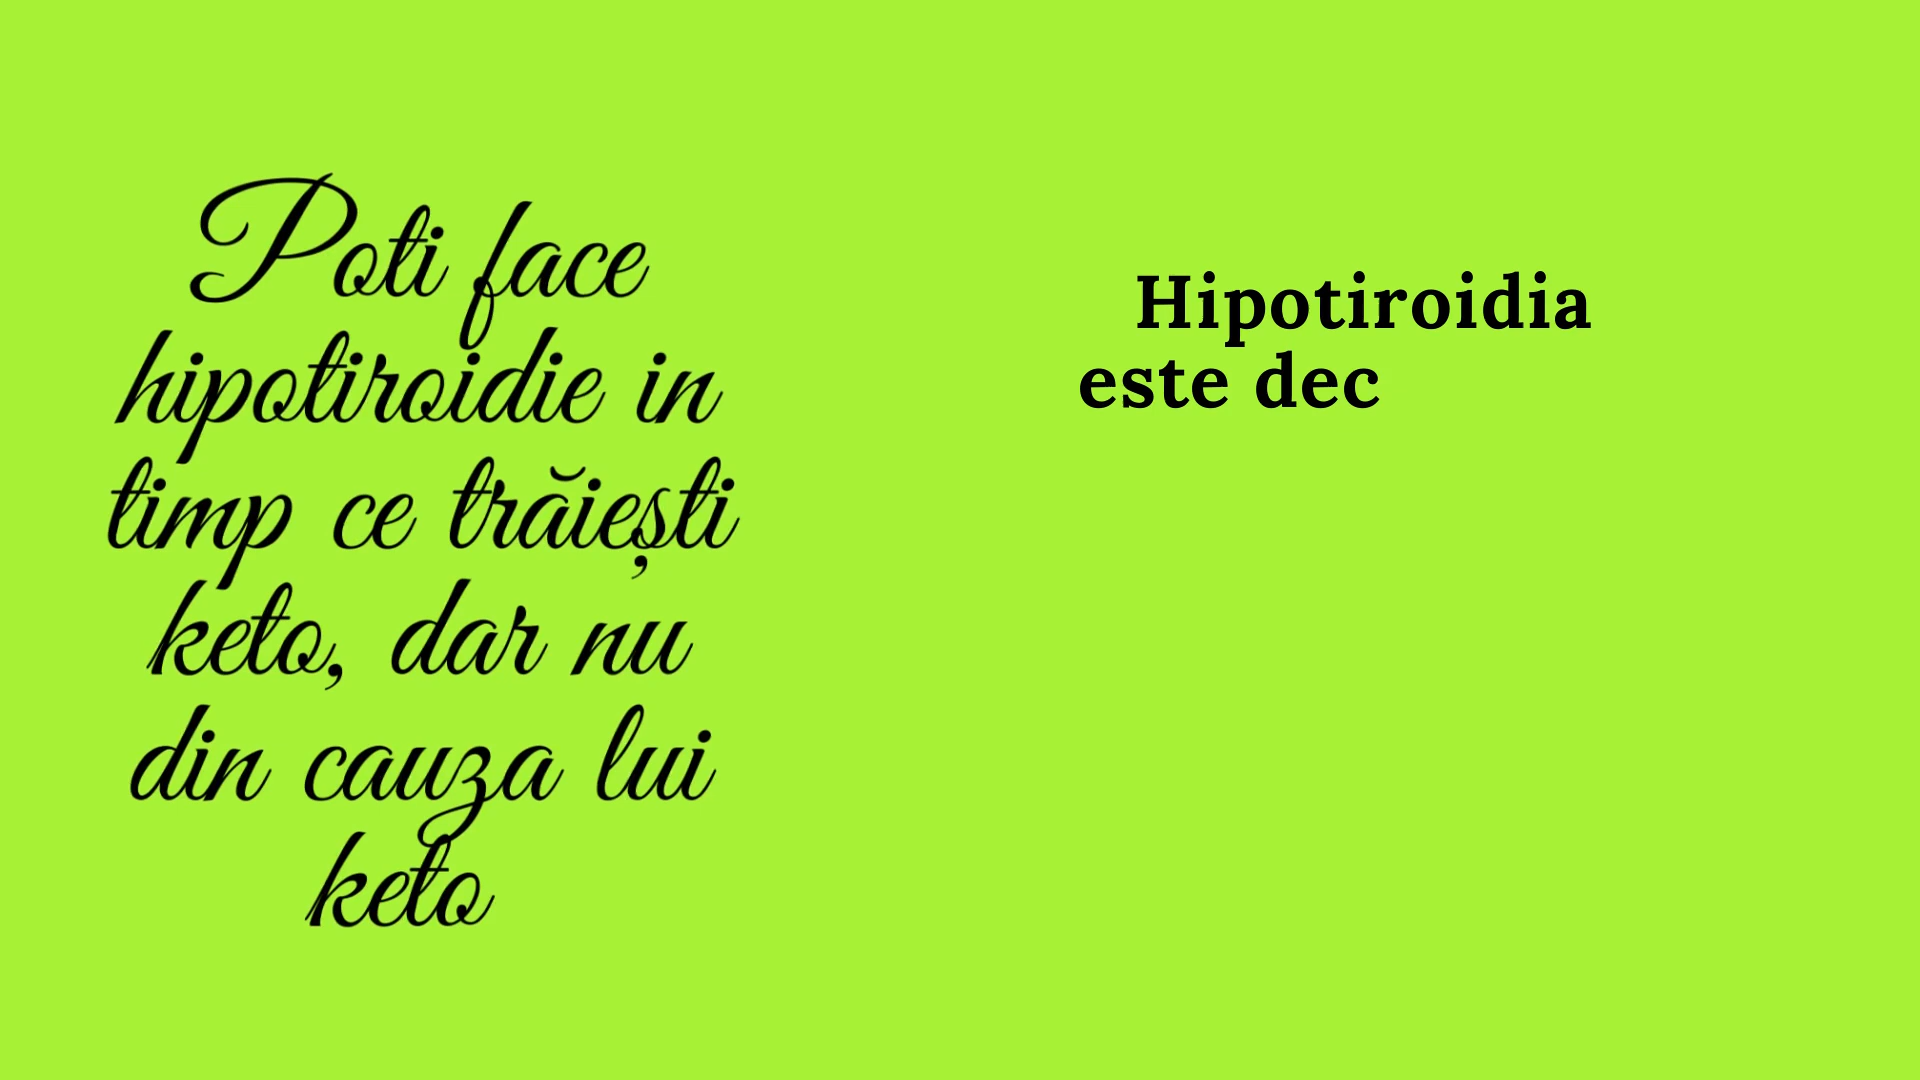 Poti face
hipotiroidie in
timp ce trăiești
keto, dar nu
din cauza lui
keto
Hipotiroidia
este dec